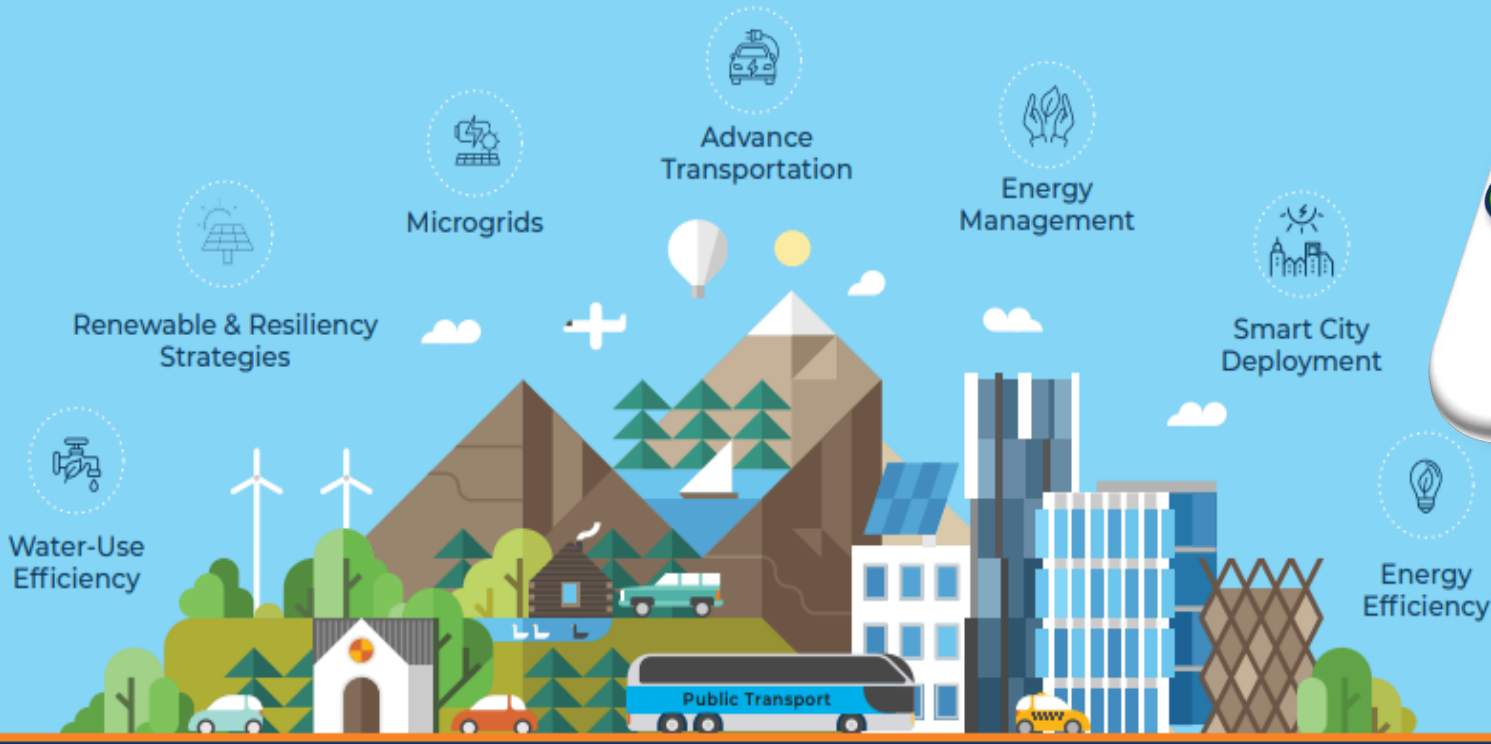 Advance
Transportation
Energy
Management
Microgrids
Renewable & Resiliency
Strategies
Smart City
Deployment
Water-Use
Efficiency
Energy
Efficiency
Public Transport